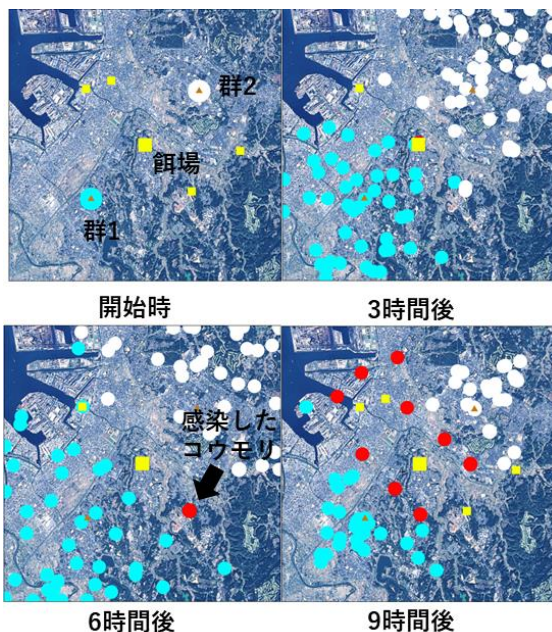 群2
餌場
群1
開始時
3時間後
感染した
コウモリ
6時間後
9時間後